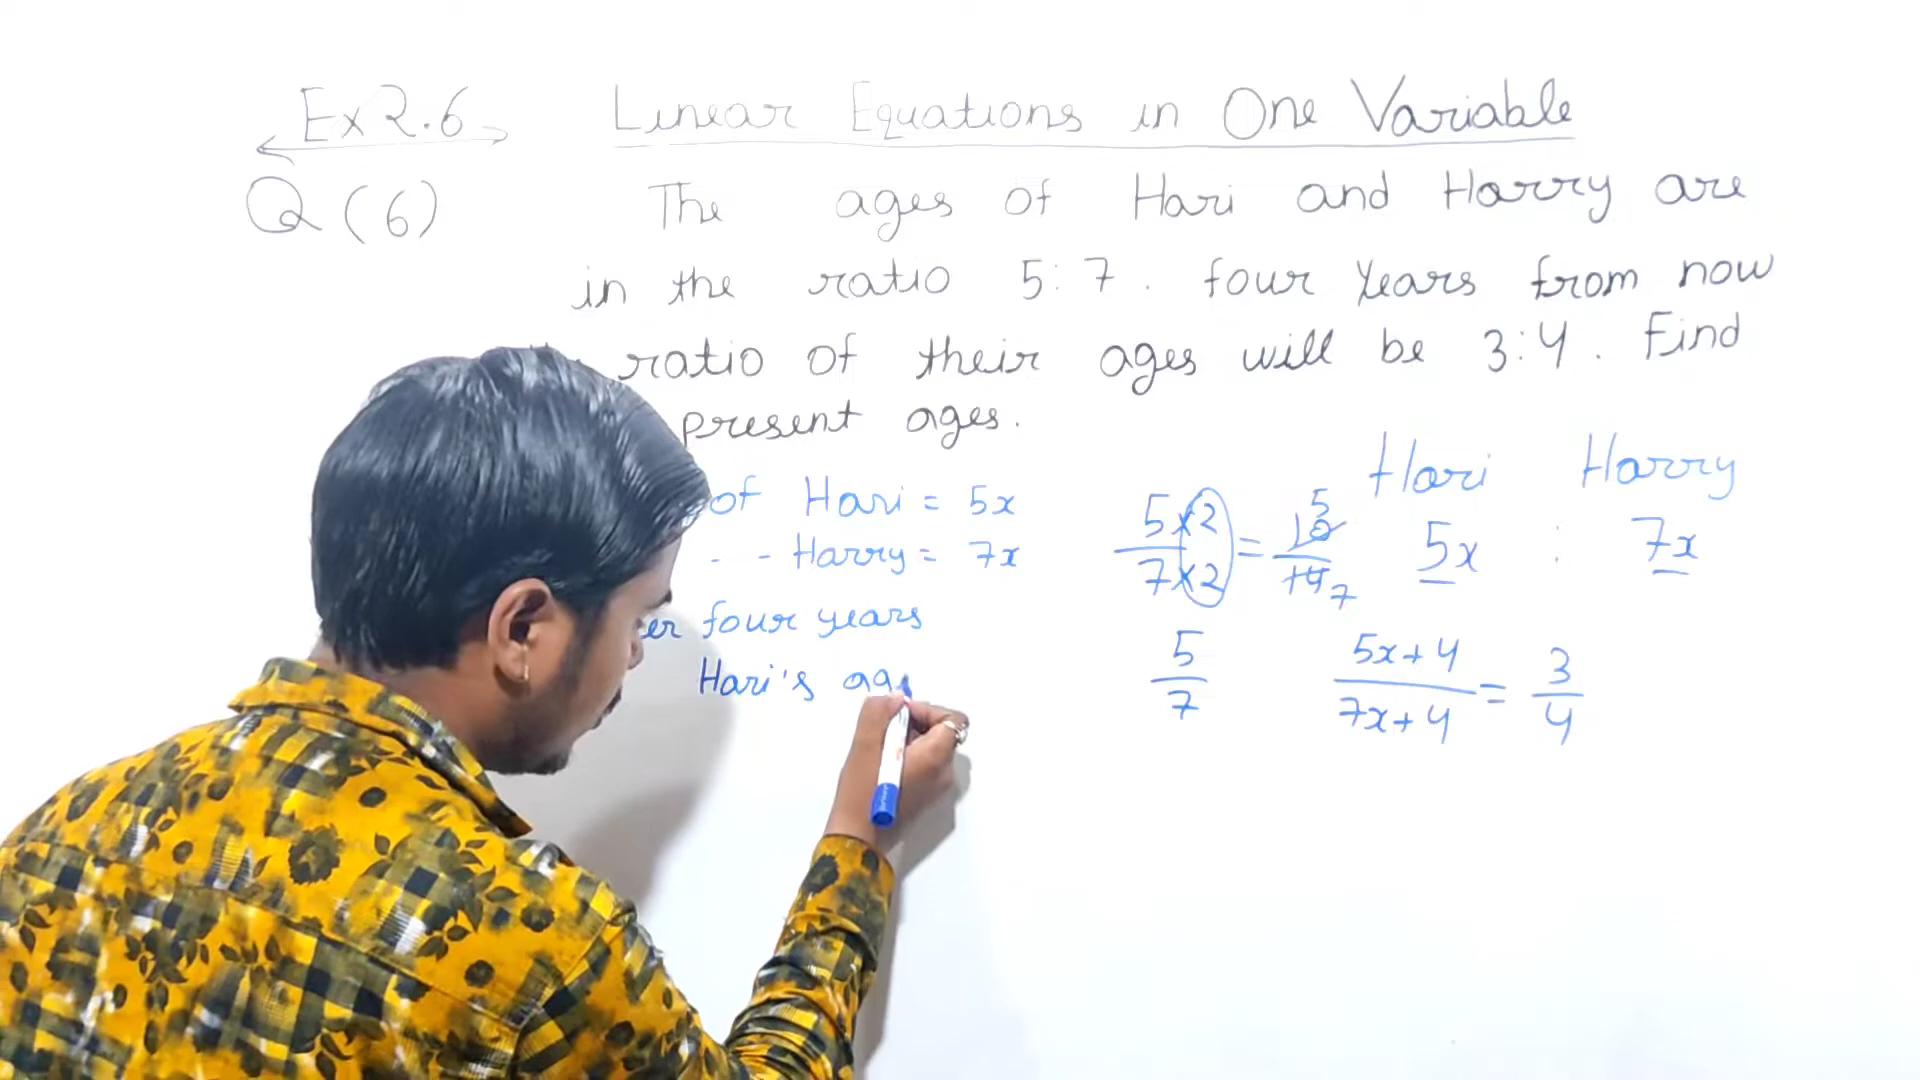 Ex 2.6 Linear Equations in One Variable
Q (6) The ages of Hari and Harry are
in the ratio 5:7. four years from now
ratio of their ages will be 3:4. Find
present ages.
Hari Harry
of Hari = 5x
- - Harry = 7x
four years
Hari's
5x2/7x2 = 10/14 5 7
5x : 7x
5/7
5x+4/7x+4 = 3/4